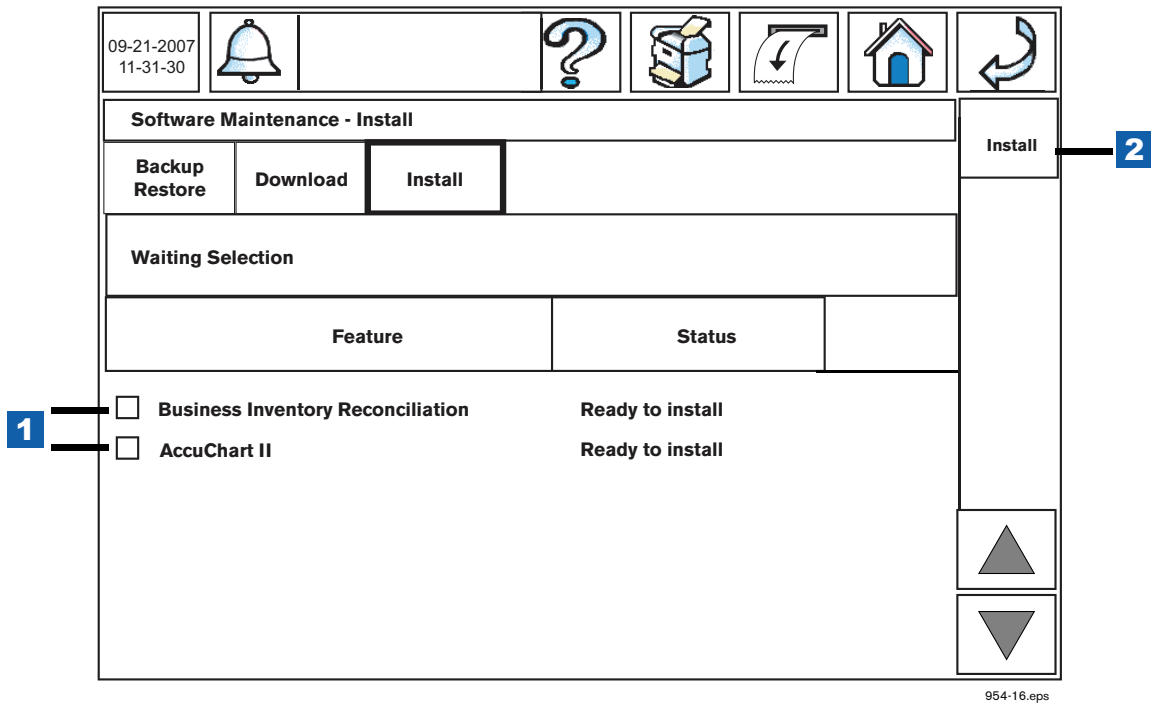 09-21-2007
11-31-30
Software Maintenance - Install
Install
2
Backup
Restore
Download
Install
Waiting Selection
Feature
Status
1
Business Inventory Reconciliation
Ready to install
AccuChart II
Ready to install
954-16.eps